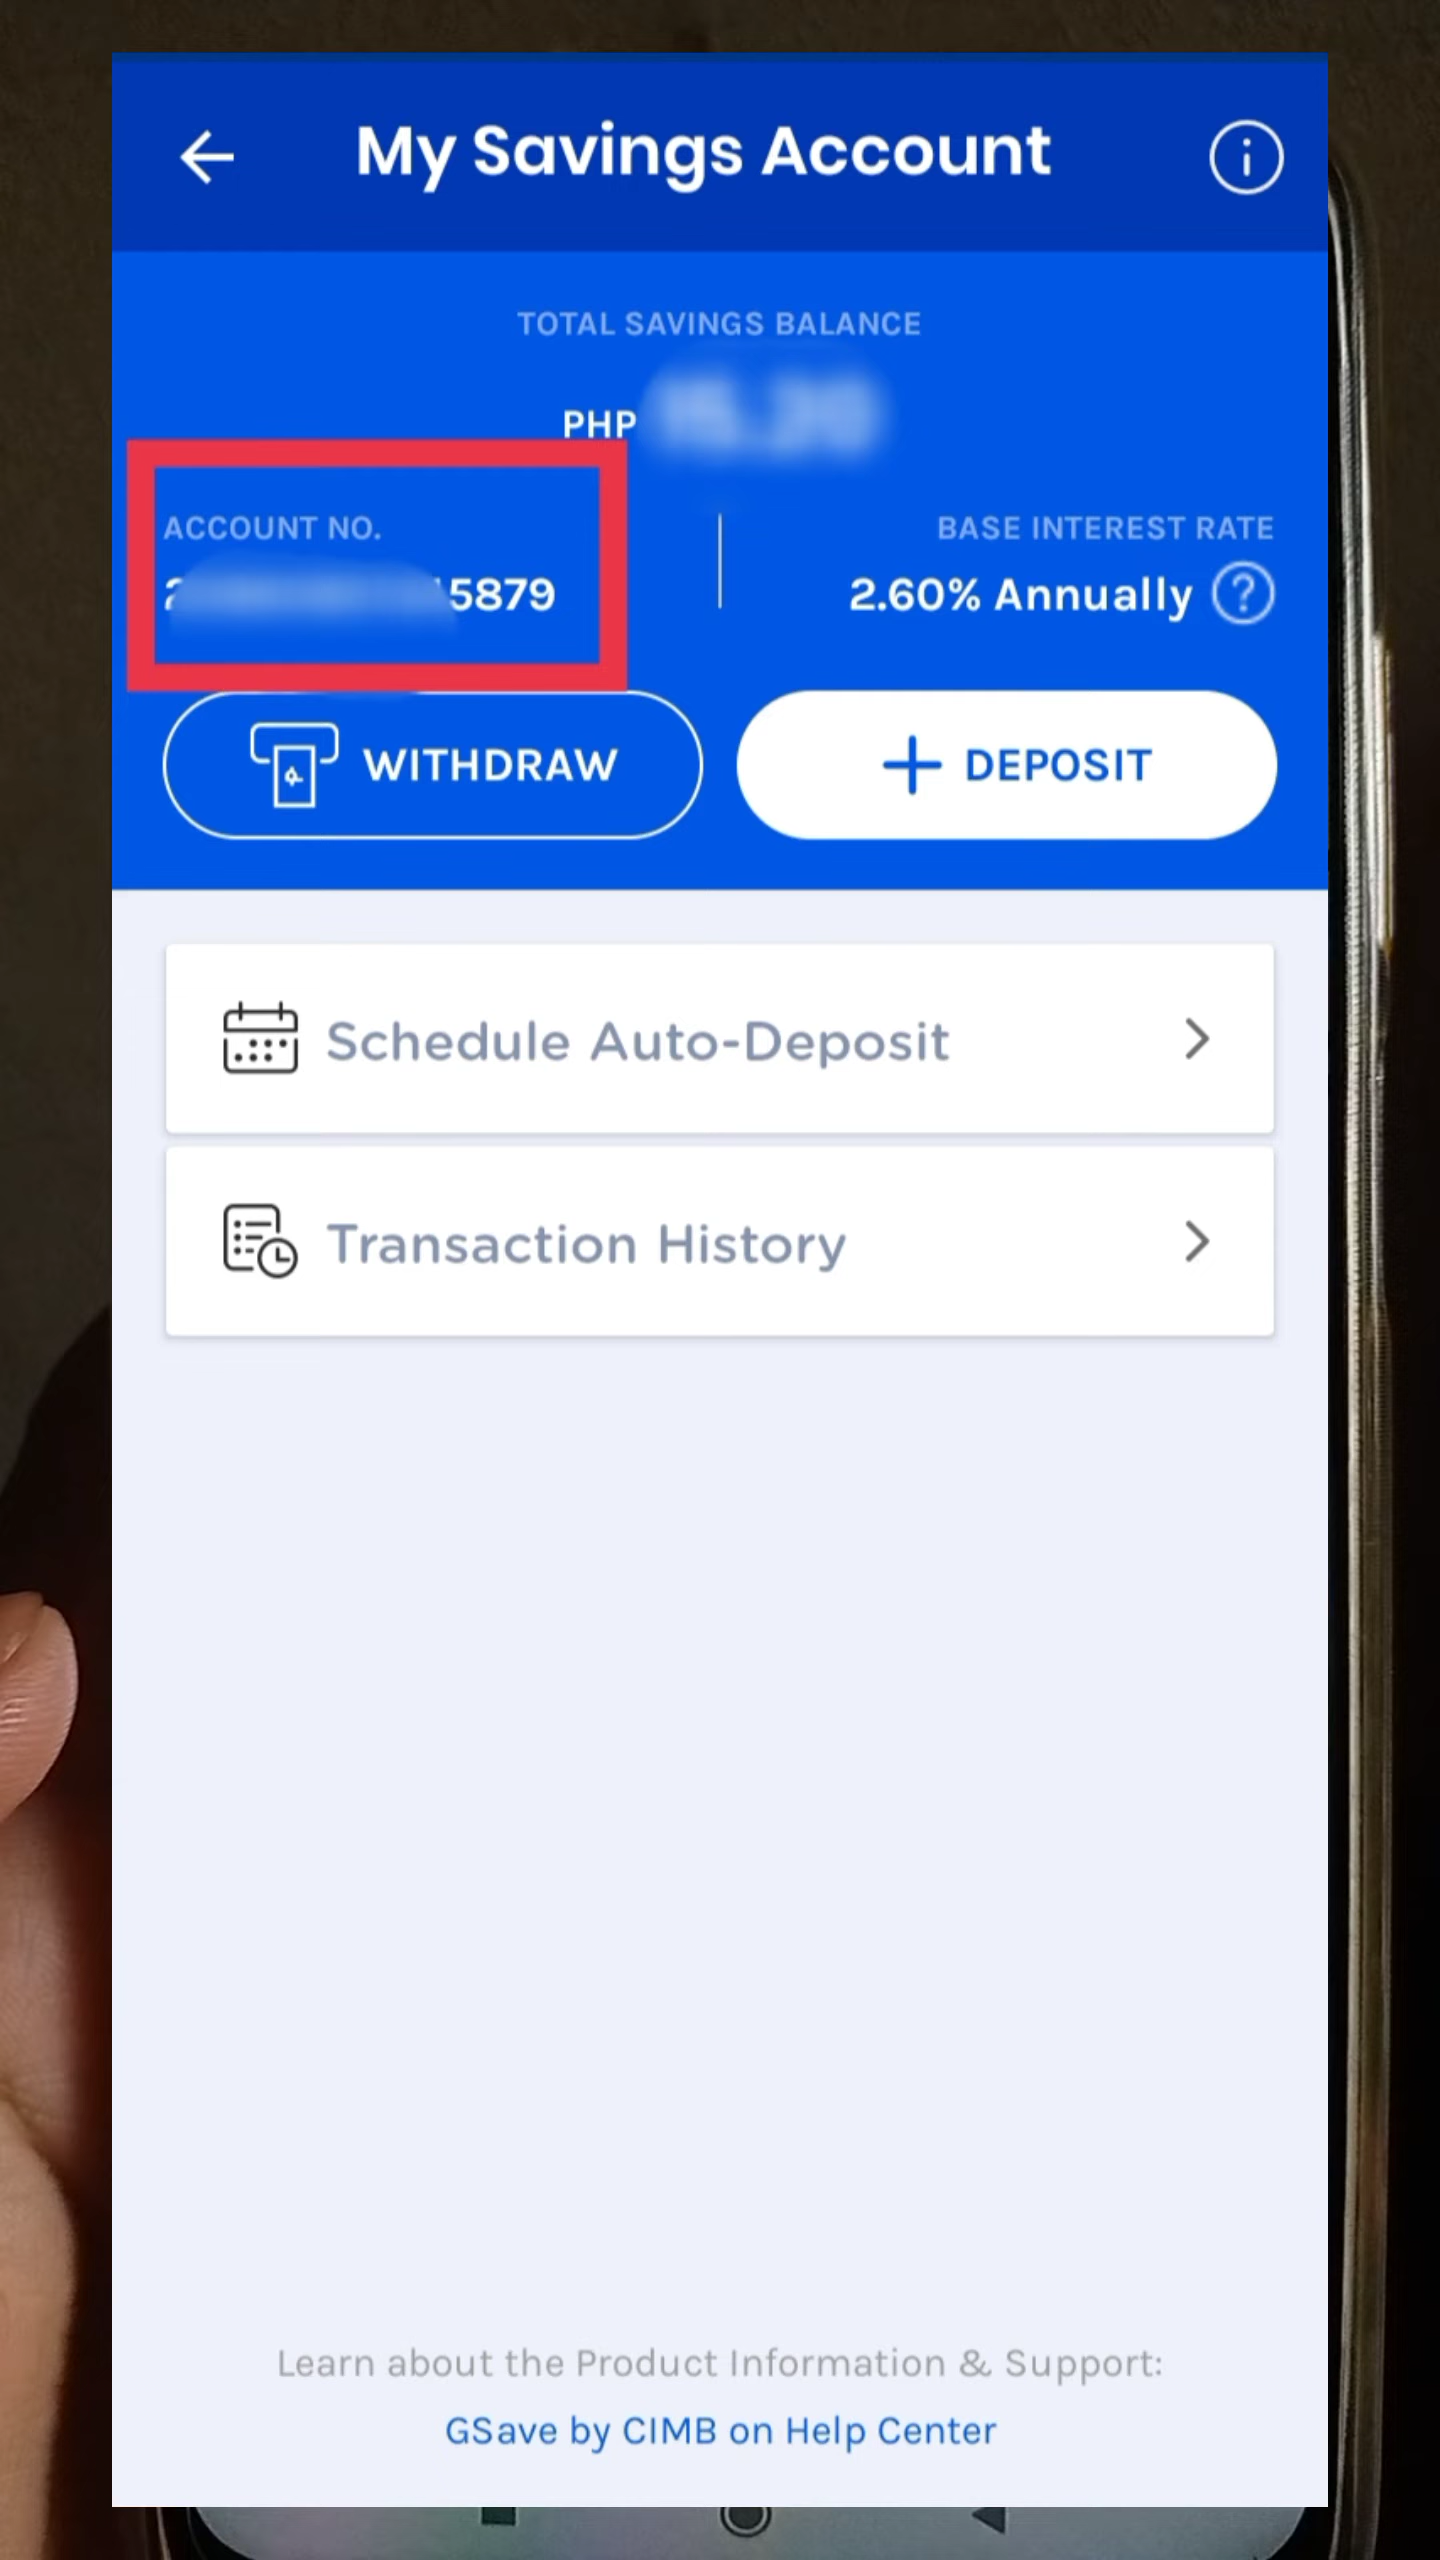 My Savings Account
TOTAL SAVINGS BALANCE
PHP
ACCOUNT NO.
5879
BASE INTEREST RATE
2.60% Annually
WITHDRAW
+ DEPOSIT
Schedule Auto-Deposit
Transaction History
Learn about the Product Information & Support:
GSave by CIMB on Help Center